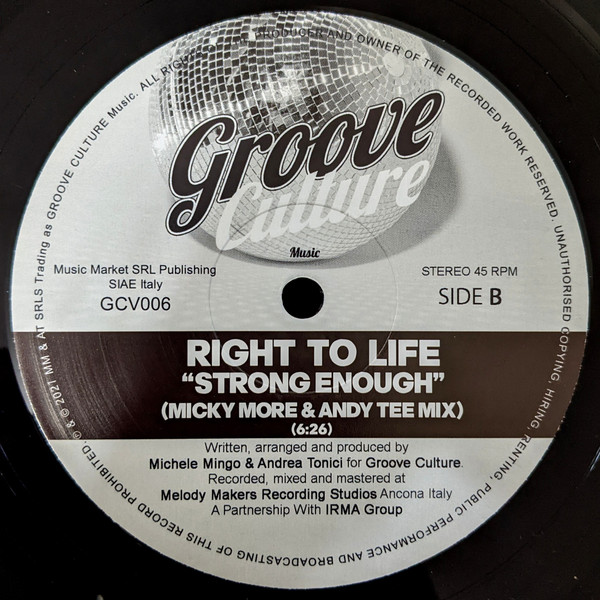 Groove
Culture
Music
Music Market SRL Publishing
SIAE Italy
GCV006
STEREO 45 RPM
SIDE B
RIGHT TO LIFE
“STRONG ENOUGH”
(MICKY MORE & ANDY TEE MIX)
(6:26)
Written, arranged and produced by
Michele Mingo & Andrea Tonici for Groove Culture.
Recorded, mixed and mastered at
Melody Makers Recording Studios Ancona Italy
A Partnership With IRMA Group
℗ & © 2021 MM & AT SRLS Trading as GROOVE CULTURE Music. ALL RIGHTS PRODUCER AND OWNER OF THE RECORDED WORK RESERVED. UNAUTHORISED COPYING, HIRING, RENTING, PUBLIC PERFORMANCE AND BROADCASTING OF THIS RECORD PROHIBITED.